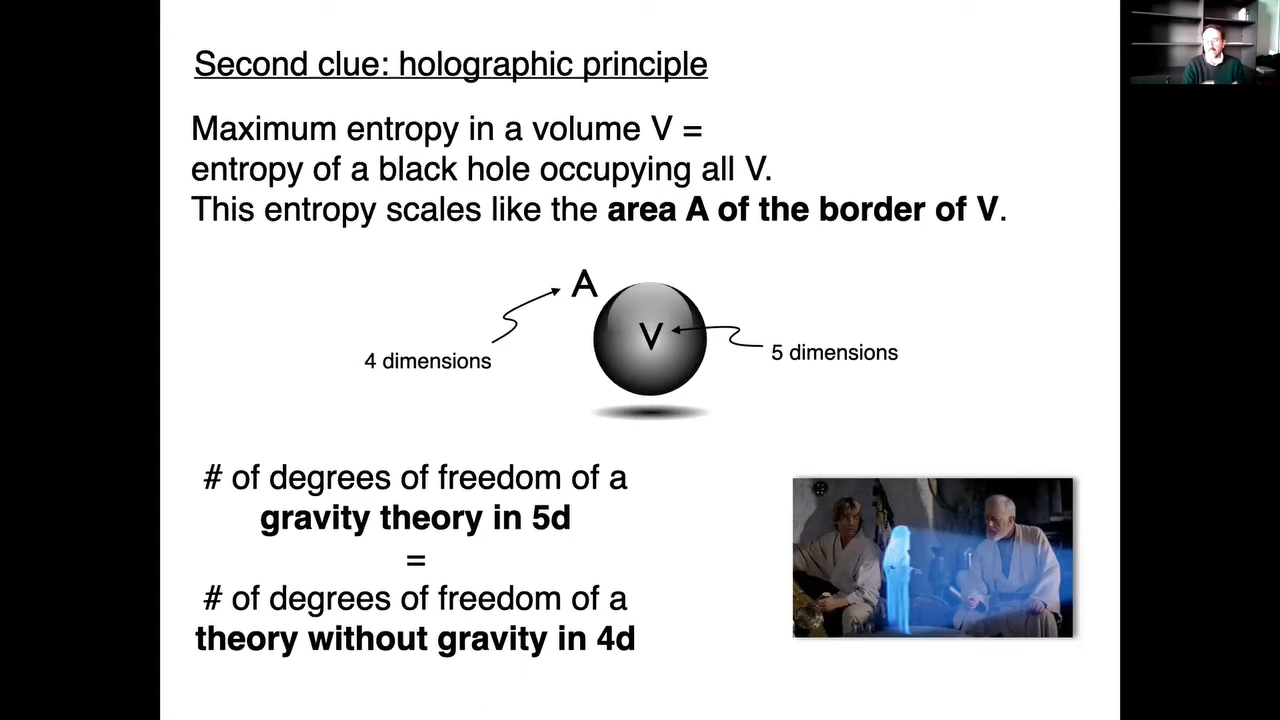 Second clue: holographic principle
Maximum entropy in a volume V =
entropy of a black hole occupying all V.
This entropy scales like the area A of the border of V.
A
V
4 dimensions
5 dimensions
# of degrees of freedom of a
gravity theory in 5d
=
# of degrees of freedom of a
theory without gravity in 4d